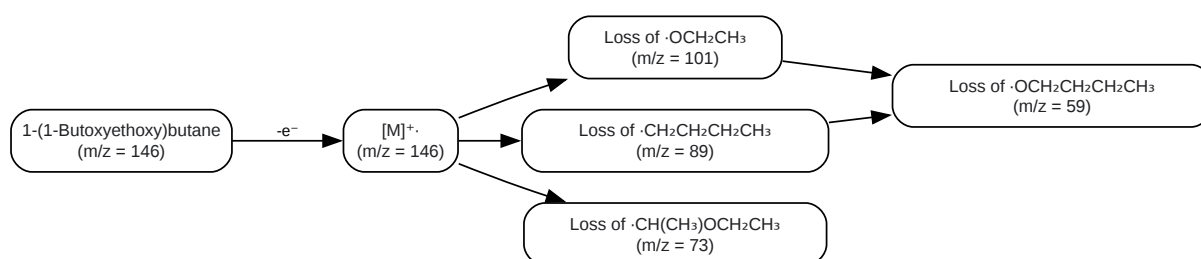 1-(1-Butoxyethoxy)butane
(m/z = 146)
-e⁻
[M]⁺·
(m/z = 146)
Loss of ·OCH₂CH₃
(m/z = 101)
Loss of ·CH₂CH₂CH₂CH₃
(m/z = 89)
Loss of ·CH(CH₃)OCH₂CH₃
(m/z = 73)
Loss of ·OCH₂CH₂CH₂CH₃
(m/z = 59)